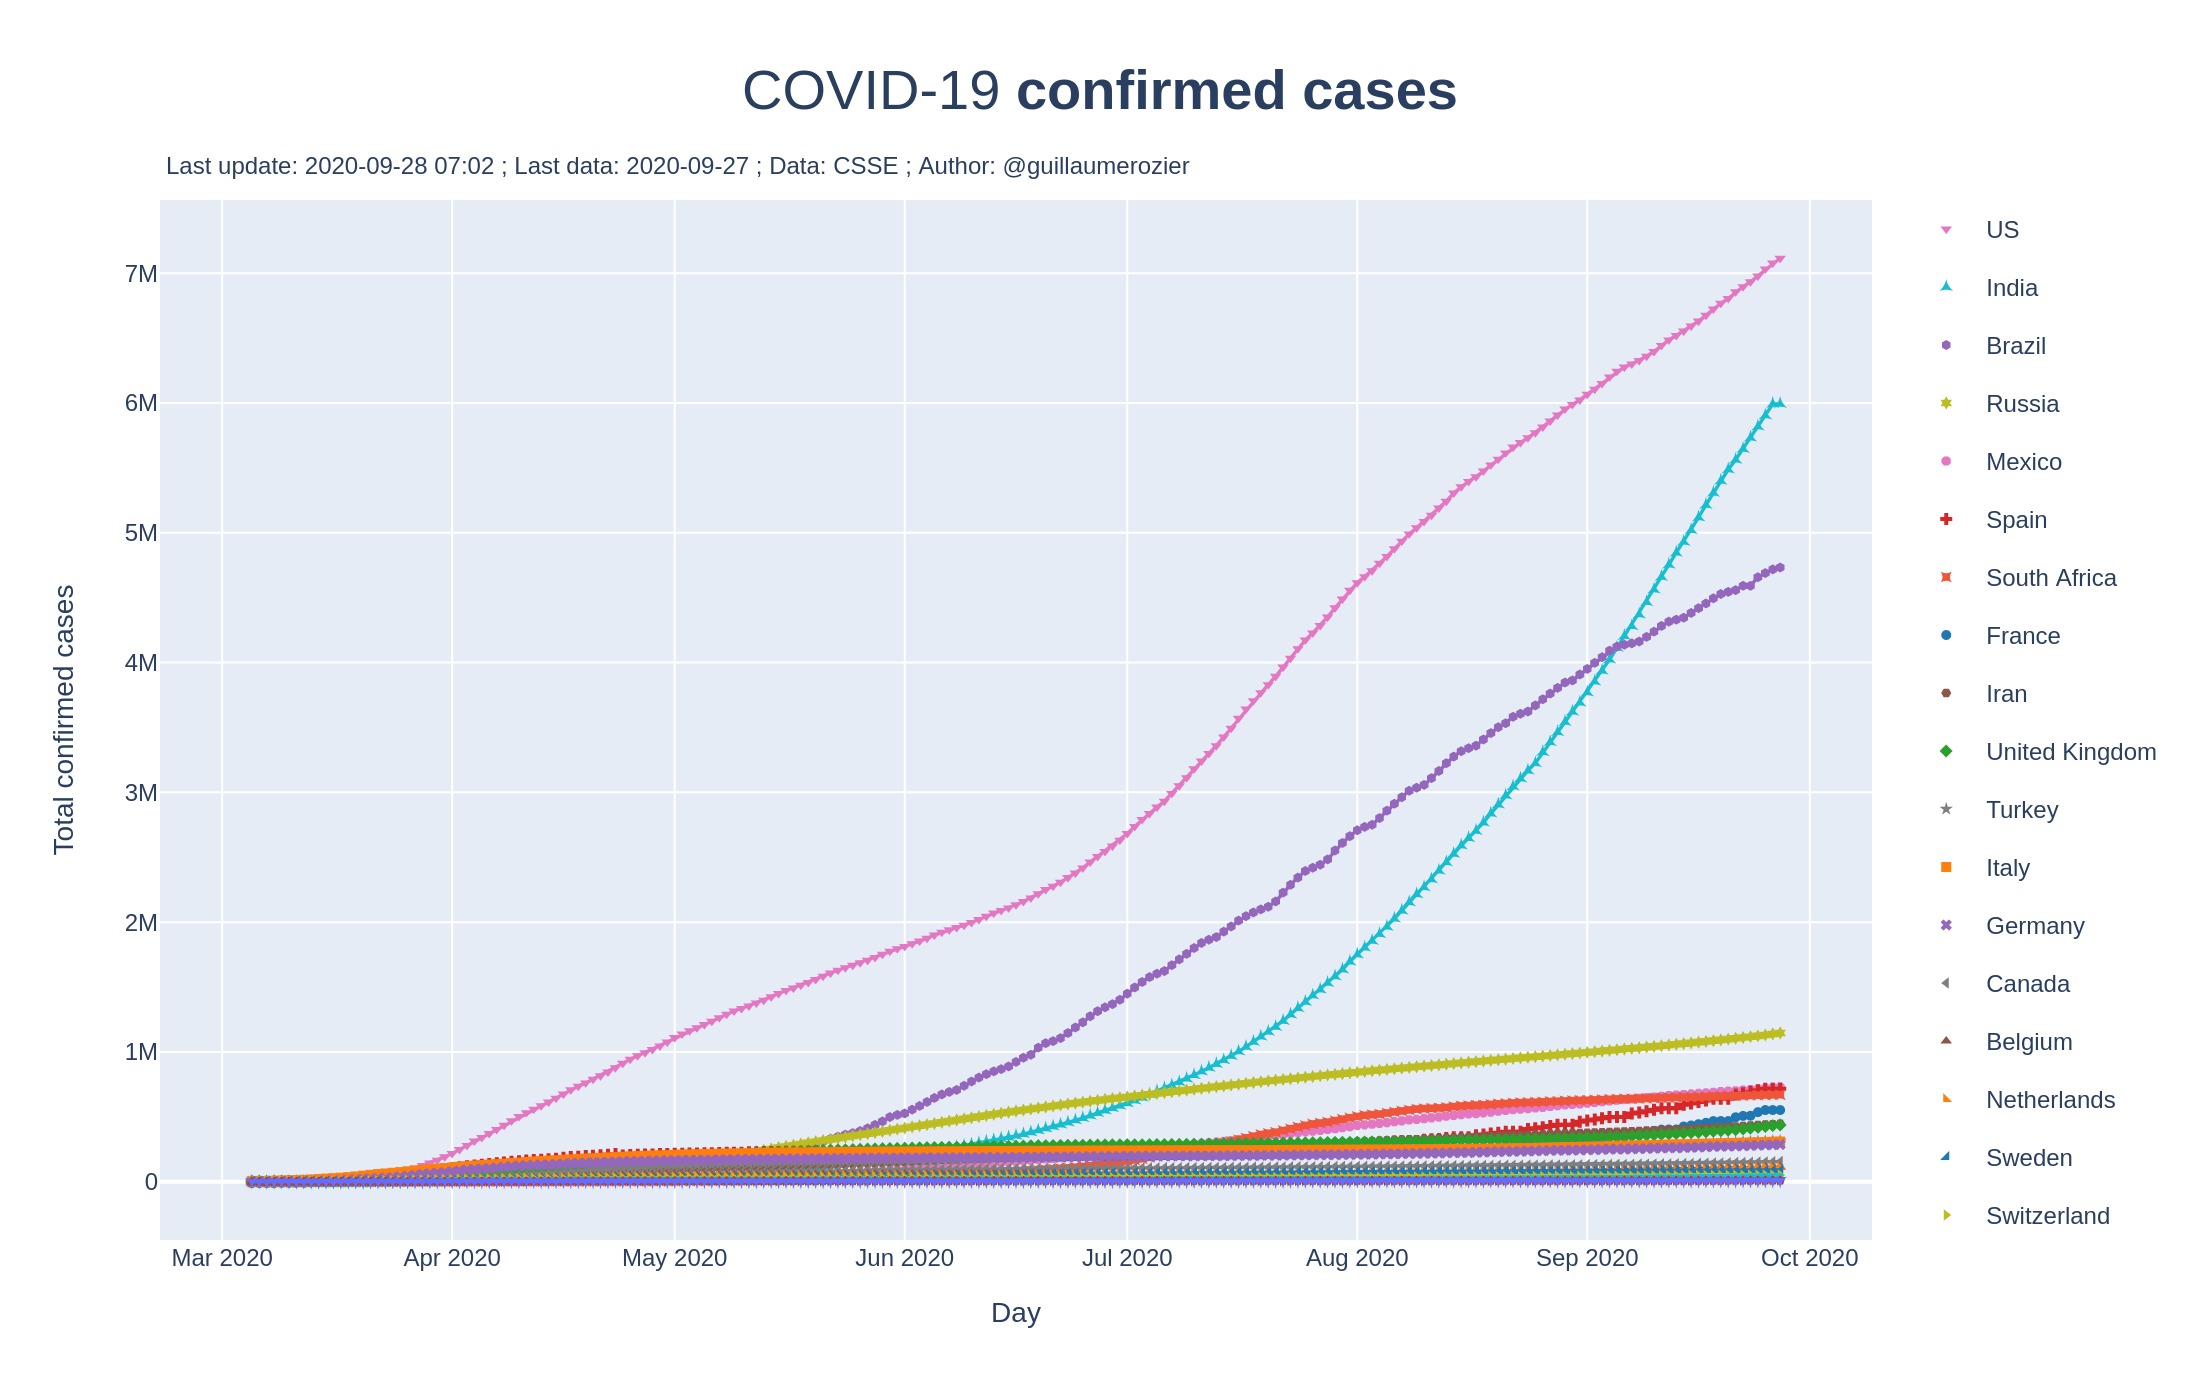 COVID-19 confirmed cases
Last update: 2020-09-28 07:02 ; Last data: 2020-09-27 ; Data: CSSE ; Author: @guillaumerozier
Total confirmed cases
7M
6M
5M
4M
3M
2M
1M
0
Mar 2020
Apr 2020
May 2020
Jun 2020
Jul 2020
Aug 2020
Sep 2020
Oct 2020
Day
US
India
Brazil
Russia
Mexico
Spain
South Africa
France
Iran
United Kingdom
Turkey
Italy
Germany
Canada
Belgium
Netherlands
Sweden
Switzerland